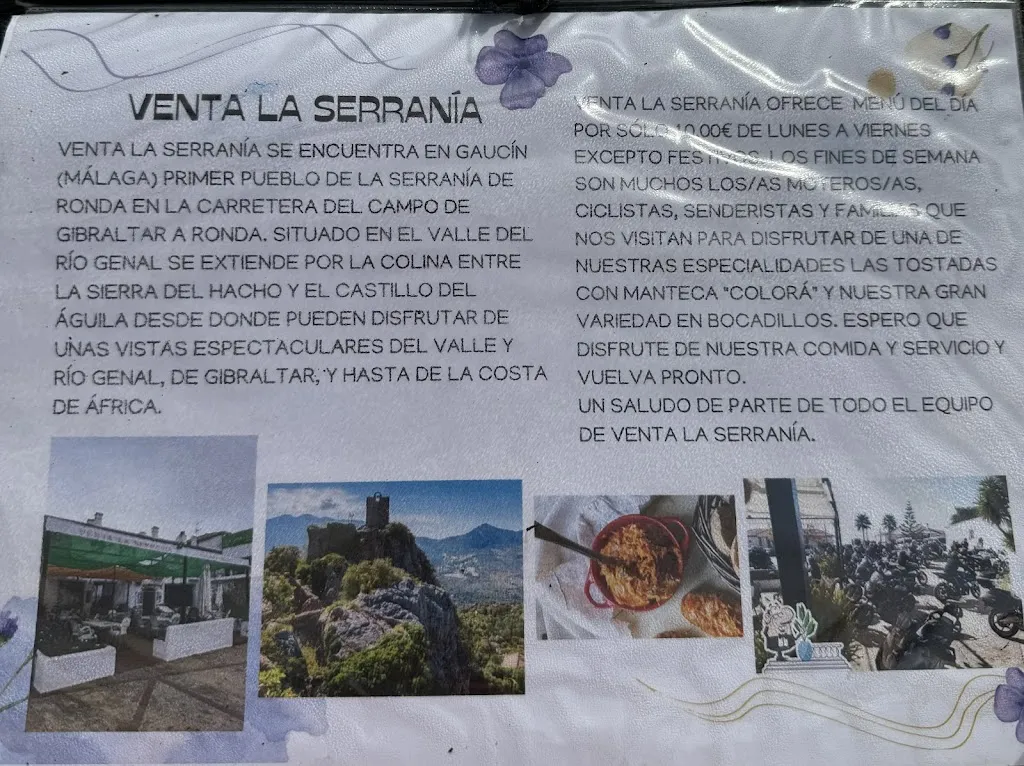 VENTA LA SERRANÍA
VENTA LA SERRANÍA SE ENCUENTRA EN GAUCÍN
(MÁLAGA) PRIMER PUEBLO DE LA SERRANÍA DE
RONDA EN LA CARRETERA DEL CAMPO DE
GIBRALTAR A RONDA. SITUADO EN EL VALLE DEL
RÍO GENAL SE EXTIENDE POR LA COLINA ENTRE
LA SIERRA DEL HACHO Y EL CASTILLO DEL
ÁGUILA DESDE DONDE PUEDEN DISFRUTAR DE
UNAS VISTAS ESPECTACULARES DEL VALLE Y
RÍO GENAL, DE GIBRALTAR, Y HASTA DE LA COSTA
DE ÁFRICA.
VENTA LA SERRANÍA OFRECE MENÚ DEL DÍA
POR SÓLO 10.00€ DE LUNES A VIERNES
EXCEPTO FESTIVOS. LOS FINES DE SEMANA
SON MUCHOS LOS/AS MOTEROS/AS,
CICLISTAS, SENDERISTAS Y FAMILIAS QUE
NOS VISITAN PARA DISFRUTAR DE UNA DE
NUESTRAS ESPECIALIDADES LAS TOSTADAS
CON MANTECA "COLORÁ" Y NUESTRA GRAN
VARIEDAD EN BOCADILLOS. ESPERO QUE
DISFRUTE DE NUESTRA COMIDA Y SERVICIO Y
VUELVA PRONTO.
UN SALUDO DE PARTE DE TODO EL EQUIPO
DE VENTA LA SERRANÍA.